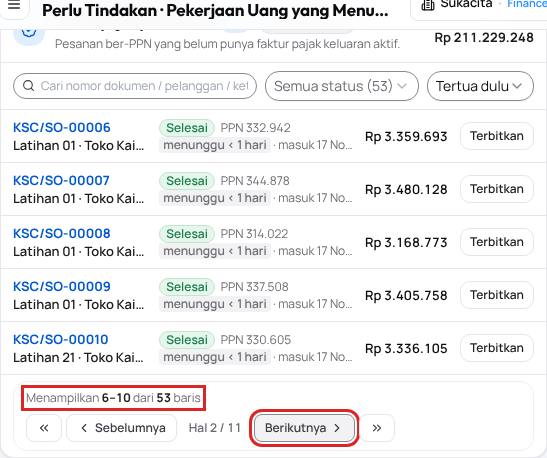 Perlu Tindakan · Pekerjaan Uang yang Menu...
Sukacita · Finance
Pesanan ber-PPN yang belum punya faktur pajak keluaran aktif.
Rp 211.229.248
Cari nomor dokumen / pelanggan / ket
Semua status (53)
Tertua dulu
KSC/SO-00006
Selesai PPN 332.942
Rp 3.359.693
Terbitkan
Latihan 01 · Toko Kai...
menunggu < 1 hari · masuk 17 No...
KSC/SO-00007
Selesai PPN 344.878
Rp 3.480.128
Terbitkan
Latihan 01 · Toko Kai...
menunggu < 1 hari · masuk 17 No...
KSC/SO-00008
Selesai PPN 314.022
Rp 3.168.773
Terbitkan
Latihan 01 · Toko Kai...
menunggu < 1 hari · masuk 17 No...
KSC/SO-00009
Selesai PPN 337.508
Rp 3.405.758
Terbitkan
Latihan 01 · Toko Kai...
menunggu < 1 hari · masuk 17 No...
KSC/SO-00010
Selesai PPN 330.605
Rp 3.336.105
Terbitkan
Latihan 21 · Toko Kai...
menunggu < 1 hari · masuk 17 No...
Menampilkan 6–10 dari 53 baris
« ‹ Sebelumnya Hal 2 / 11 Berikutnya › »